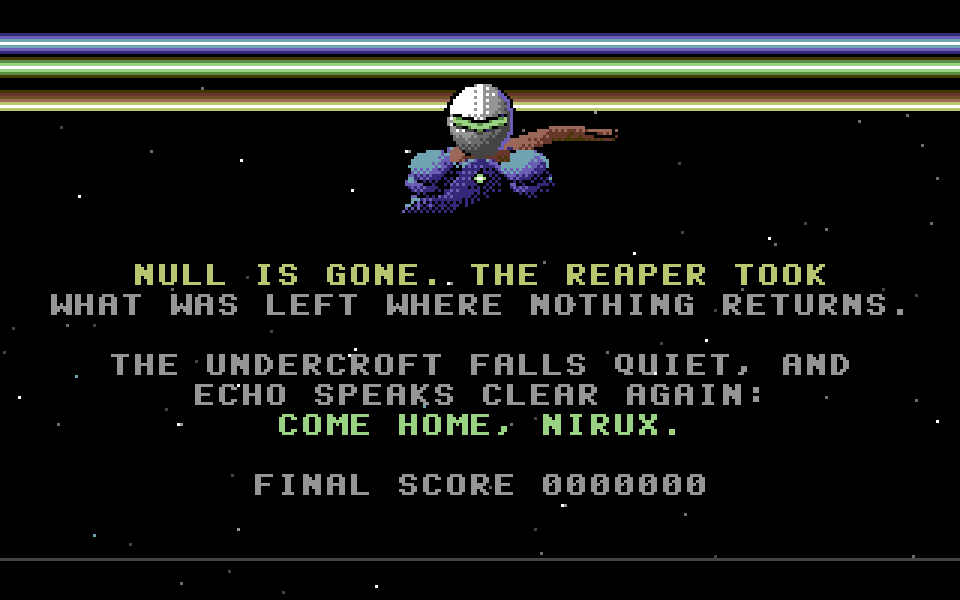 NULL IS GONE. THE REAPER TOOK
WHAT WAS LEFT WHERE NOTHING RETURNS.
THE UNDERCROFT FALLS QUIET, AND
ECHO SPEAKS CLEAR AGAIN:
COME HOME, NIRUX.
FINAL SCORE 0000000